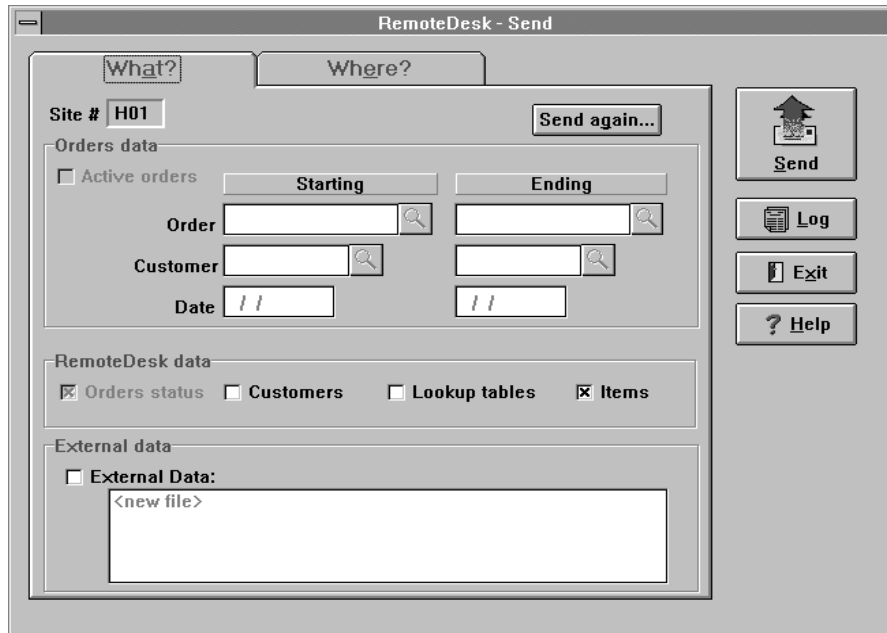 RemoteDesk - Send
What?
Where?
Site # H01
Send again...
Orders data
Active orders
Starting
Ending
Order
Customer
Date / / / /
RemoteDesk data
Orders status Customers Lookup tables Items
External data
External Data:
<new file>
Send
Log
Exit
? Help